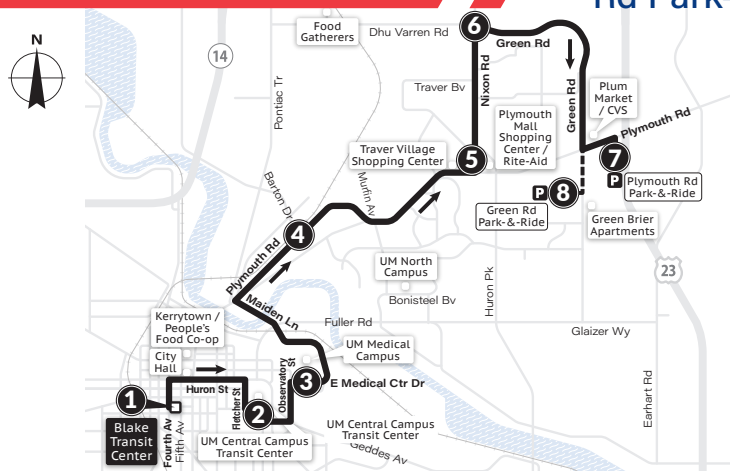 Rd Park-
N
14
Food
Gatherers
Dhu Varren Rd
6
Green Rd
Pontiac Tr
Traver Bv
Nixon Rd
Green Rd
Plum
Market
/ CVS
Plymouth Rd
Plymouth
Mall
Shopping
Center /
Rite-Aid
Traver Village
Shopping Center
5
7
P
Plymouth Rd
Park-&-Ride
P
8
Green Rd
Park-&-Ride
Green Brier
Apartments
Barton Dr
Murfin Av
4
Plymouth Rd
UM North
Campus
Huron Pk
23
Bonisteel Bv
Maiden Ln
Fuller Rd
Glaizer Wy
Kerrytown /
People's
Food Co-op
City
Hall
UM Medical
Campus
Observatory
St
3
E Medical Ctr Dr
Earhart Rd
1
Huron St
Fletcher St
2
Blake
Transit
Center
Fourth Av
Fifth Av
UM Central Campus
Transit Center
UM Central Campus
Transit Center
Geddes Av